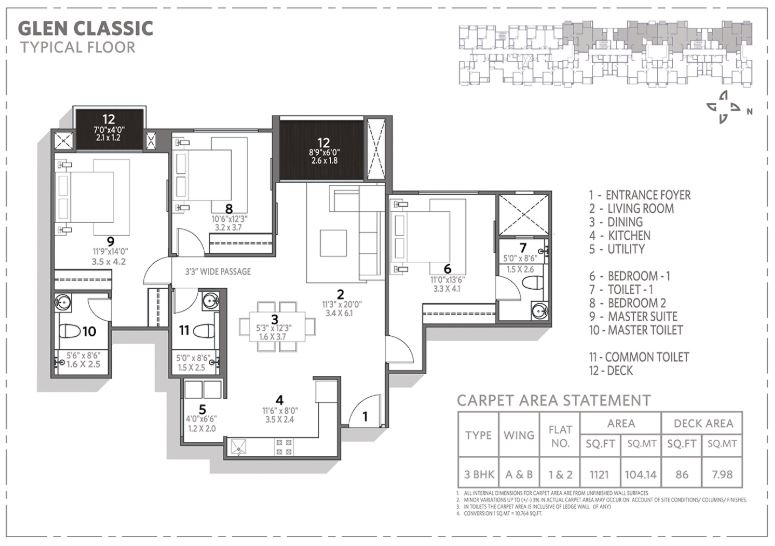 GLEN CLASSIC
TYPICAL FLOOR
N
12
7'0"x4'0"
2.1 x 1.2
12
8'9"x6'0"
2.6 x 1.8
8
10'6"x12'3"
3.2 x 3.7
9
11'9"x14'0"
3.5 x 4.2
3'3" WIDE PASSAGE
2
11'3" x 20'0"
3.4 X 6.1
6
11'0"x13'6"
3.3 X 4.1
7
5'0" x 8'6"
1.5 X 2.6
3
5'3" x 12'3"
1.6 X 3.7
10
5'6" x 8'6"
1.6 X 2.5
11
5'0" x 8'6"
1.5 X 2.5
5
4'0"x6'6"
1.2 X 2.0
4
11'6" x 8'0"
3.5 X 2.4
1
1 - ENTRANCE FOYER
2 - LIVING ROOM
3 - DINING
4 - KITCHEN
5 - UTILITY
6 - BEDROOM - 1
7 - TOILET - 1
8 - BEDROOM 2
9 - MASTER SUITE
10 - MASTER TOILET
11 - COMMON TOILET
12 - DECK
CARPET AREA STATEMENT
TYPE WING FLAT NO. AREA DECK AREA
SQ.FT SQ.MT SQ.FT SQ.MT
3 BHK A & B 1 & 2 1121 104.14 86 7.98
1. ALL INTERNAL DIMENSIONS FOR CARPET AREA ARE FROM UNFINISHED WALL SURFACES
2. MINOR VARIATIONS UP TO (+/-) 3% IN ACTUAL CARPET AREA MAY OCCUR ON ACCOUNT OF SITE CONDITIONS/ COLUMNS/ FINISHES.
3. IN TOILETS THE CARPET AREA IS INCLUSIVE OF LEDGE WALL (IF ANY)
4. CONVERSION 1 SQ.MT = 10.764 SQ.FT.